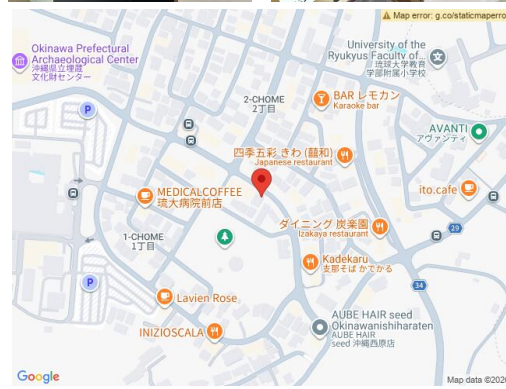 Map error: g.co/staticmaperro
Okinawa Prefectural
Archaeological Center
沖縄県立埋蔵
文化財センター
University of the
Ryukyus Faculty of...
琉球大学教育
学部附属小学校
P
2-CHOME
2丁目
BAR レモカン
Karaoke bar
AVANTI
アヴァンティ
四季五彩 きわ (囍和)
Japanese restaurant
MEDICALCOFFEE
琉大病院前店
ito.cafe
1-CHOME
1丁目
ダイニング 炭楽園
Izakaya restaurant
29
Kadekaru
支那そば かでかる
P
34
Lavien Rose
INIZIOSCALA
AUBE HAIR seed
Okinawanishiharaten
AUBE HAIR
seed 沖縄西原店
Google
Map data ©202